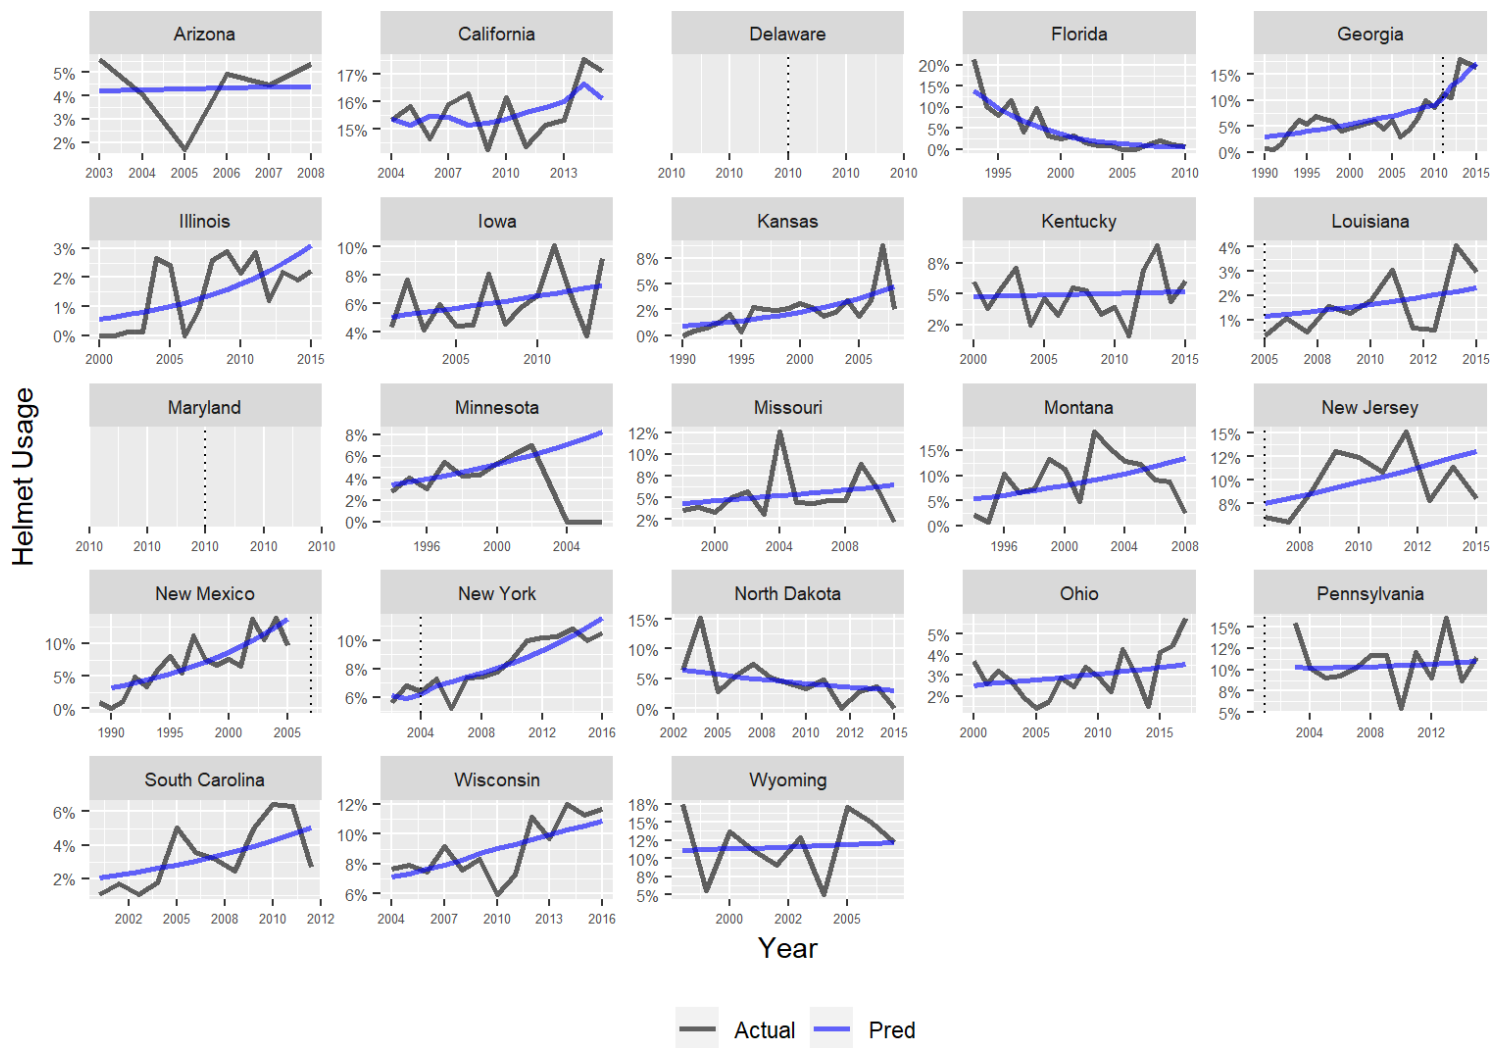 Arizona California Delaware Florida Georgia
5% 4% 3% 2% 17% 16% 15% 20% 15% 10% 5% 0% 15% 10% 5% 0%
2003 2004 2005 2006 2007 2008 2004 2007 2010 2013 2010 2010 2010 2010 2010 1995 2000 2005 2010 1990 1995 2000 2005 2010 2015
Illinois Iowa Kansas Kentucky Louisiana
3% 2% 1% 0% 10% 8% 6% 4% 8% 5% 2% 0% 8% 5% 2% 4% 3% 2% 1%
2000 2005 2010 2015 2005 2010 1990 1995 2000 2005 2000 2005 2010 2015 2005 2008 2010 2013 2015
Helmet Usage
Maryland Minnesota Missouri Montana New Jersey
8% 6% 4% 2% 0% 12% 10% 8% 5% 2% 15% 10% 5% 0% 15% 12% 10% 8%
2010 2010 2010 2010 2010 1996 2000 2004 2000 2004 2008 1996 2000 2004 2008 2008 2010 2012 2015
New Mexico New York North Dakota Ohio Pennsylvania
10% 5% 0% 10% 8% 6% 15% 10% 5% 0% 5% 4% 3% 2% 15% 12% 10% 8% 5%
1990 1995 2000 2005 2004 2008 2012 2016 2002 2005 2008 2010 2012 2015 2000 2005 2010 2015 2004 2008 2012
South Carolina Wisconsin Wyoming
6% 4% 2% 12% 10% 8% 6% 18% 15% 12% 10% 8% 5%
2002 2005 2008 2010 2012 2004 2007 2010 2013 2016 2000 2002 2005
Year
Actual Pred